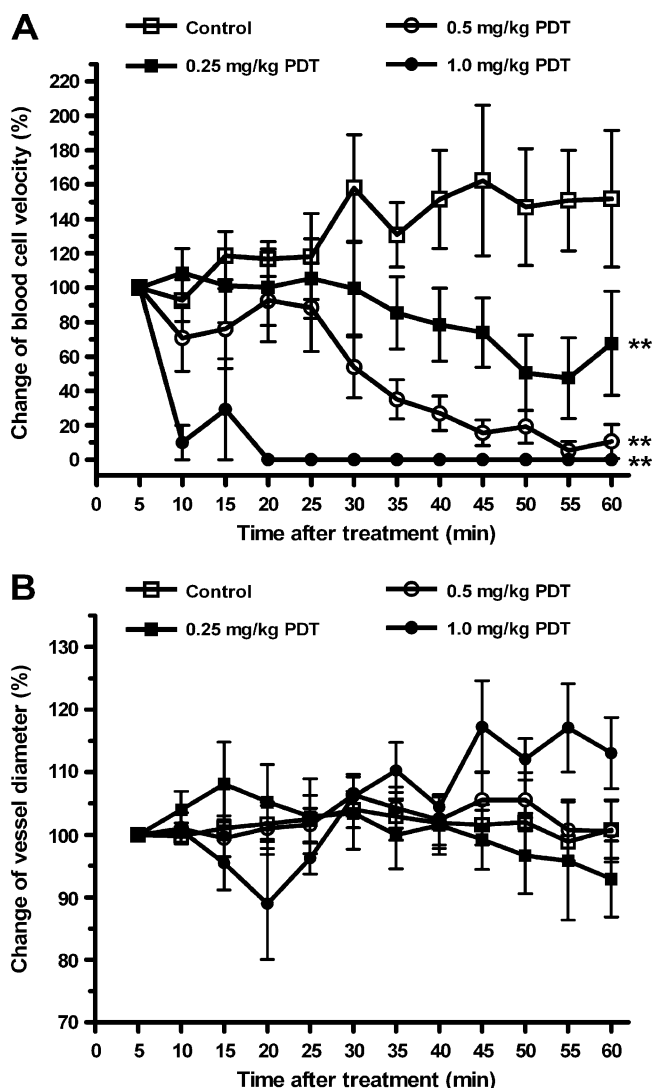 A
Control
0.5 mg/kg PDT
0.25 mg/kg PDT
1.0 mg/kg PDT
Change of blood cell velocity (%)
220
200
180
160
140
120
100
80
60
40
20
0
**
**
**
0 5 10 15 20 25 30 35 40 45 50 55 60
Time after treatment (min)
B
Control
0.5 mg/kg PDT
0.25 mg/kg PDT
1.0 mg/kg PDT
Change of vessel diameter (%)
130
120
110
100
90
80
70
0 5 10 15 20 25 30 35 40 45 50 55 60
Time after treatment (min)